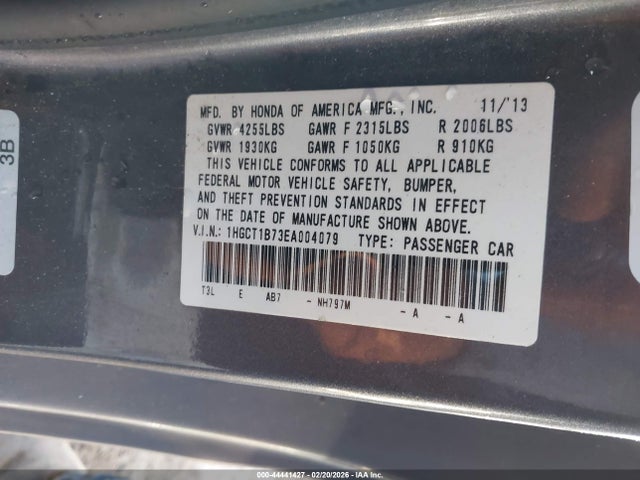 MFD. BY HONDA OF AMERICA MFG., INC. 11/'13
GVWR 4255LBS GAWR F 2315LBS R 2006LBS
GVWR 1930KG GAWR F 1050KG R 910KG
THIS VEHICLE CONFORMS TO ALL APPLICABLE
FEDERAL MOTOR VEHICLE SAFETY, BUMPER,
AND THEFT PREVENTION STANDARDS IN EFFECT
ON THE DATE OF MANUFACTURE SHOWN ABOVE.
V.I.N.: 1HGCT1B73EA004079 TYPE: PASSENGER CAR
T3L E AB7 - NH797M - A - A
3B
000-44441427 - 02/20/2026 - IAA Inc.